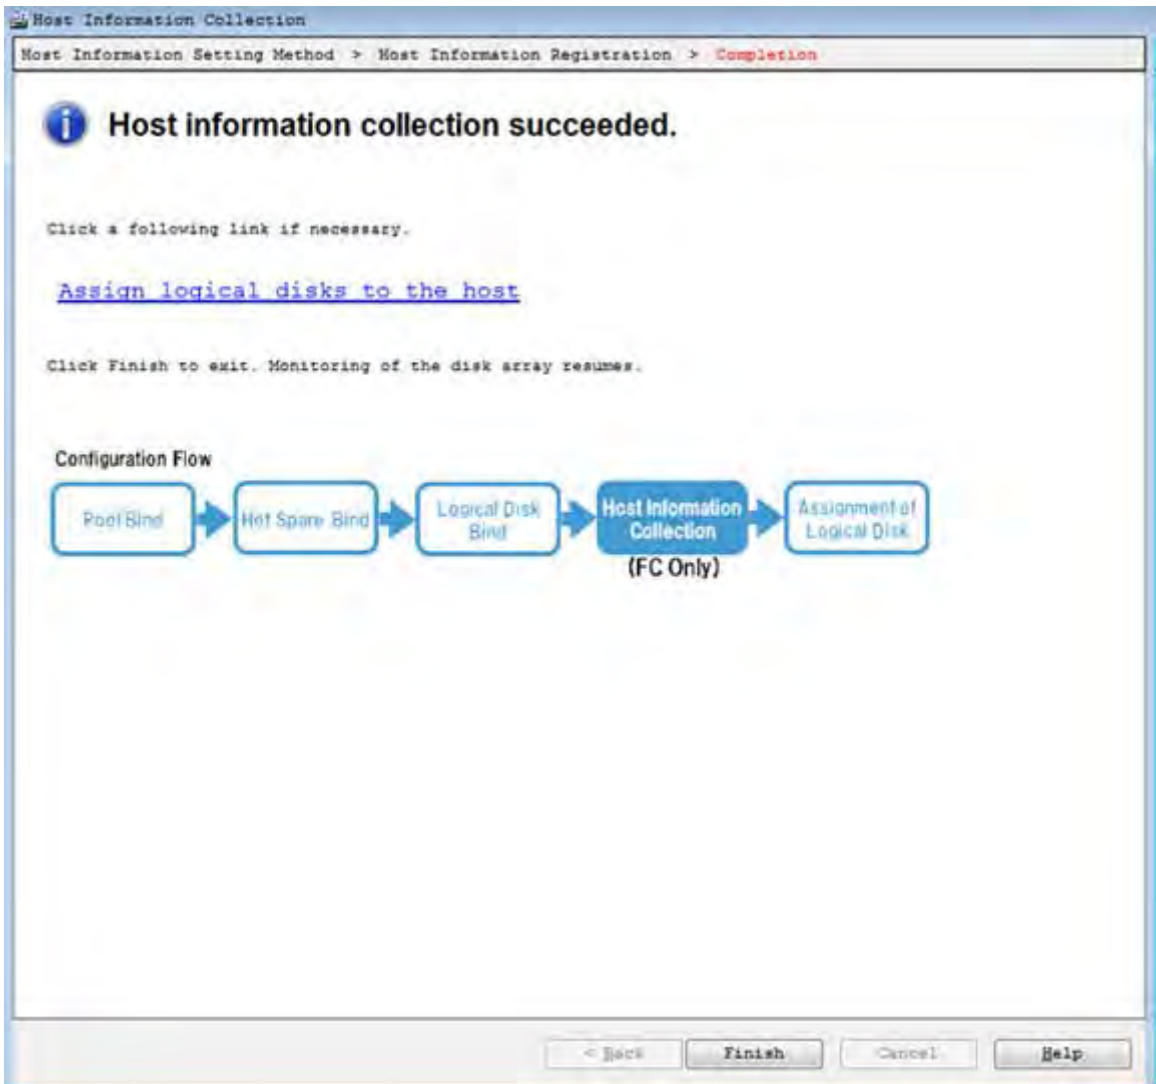 Host Information Collection
Host Information Setting Method > Host Information Registration > Completion
Host information collection succeeded.
Click a following link if necessary.
Assign logical disks to the host
Click Finish to exit. Monitoring of the disk array resumes.
Configuration Flow
Pool Bind
Hot Spare Bind
Logical Disk
Bind
Host Information
Collection
(FC Only)
Assignment of
Logical Disk
< Back
Finish
Cancel
Help